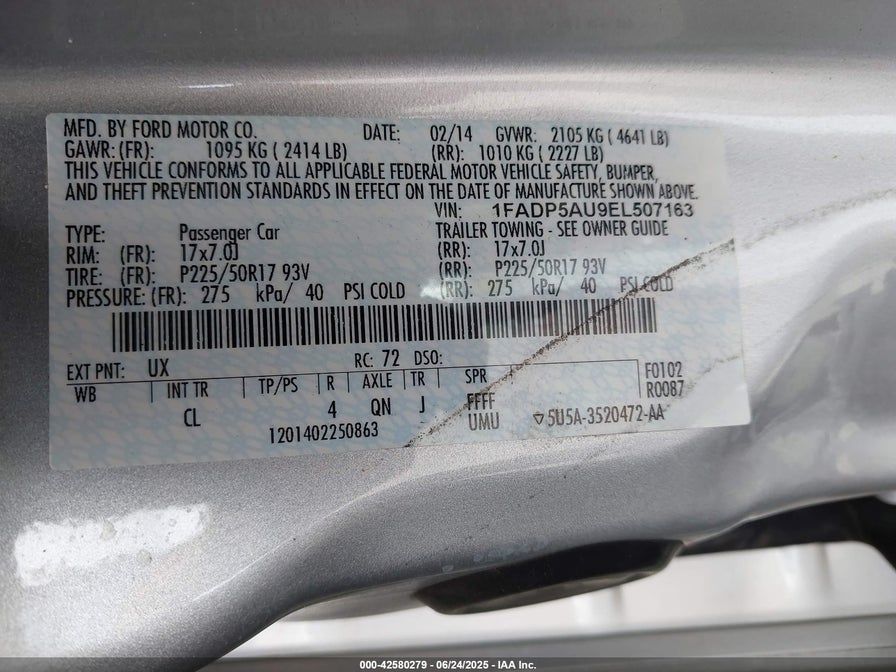 MFD. BY FORD MOTOR CO. DATE: 02/14 GVWR: 2105 KG ( 4641 LB)
GAWR: (FR): 1095 KG ( 2414 LB) (RR): 1010 KG ( 2227 LB)
THIS VEHICLE CONFORMS TO ALL APPLICABLE FEDERAL MOTOR VEHICLE SAFETY, BUMPER,
AND THEFT PREVENTION STANDARDS IN EFFECT ON THE DATE OF MANUFACTURE SHOWN ABOVE.
VIN: 1FADP5AU9EL507163
TYPE: Passenger Car TRAILER TOWING - SEE OWNER GUIDE
RIM: (FR): 17x7.0J (RR): 17x7.0J
TIRE: (FR): P225/50R17 93V (RR): P225/50R17 93V
PRESSURE: (FR): 275 kPa/ 40 PSI COLD (RR): 275 kPa/ 40 PSI COLD
EXT PNT: UX RC: 72 DSO:
WB INT TR TP/PS R AXLE TR SPR F0102
R0087
CL 4 QN J FFFF
UMU ▽5U5A-3520472-AA
1201402250863
000-42580279 - 06/24/2025 - IAA Inc.